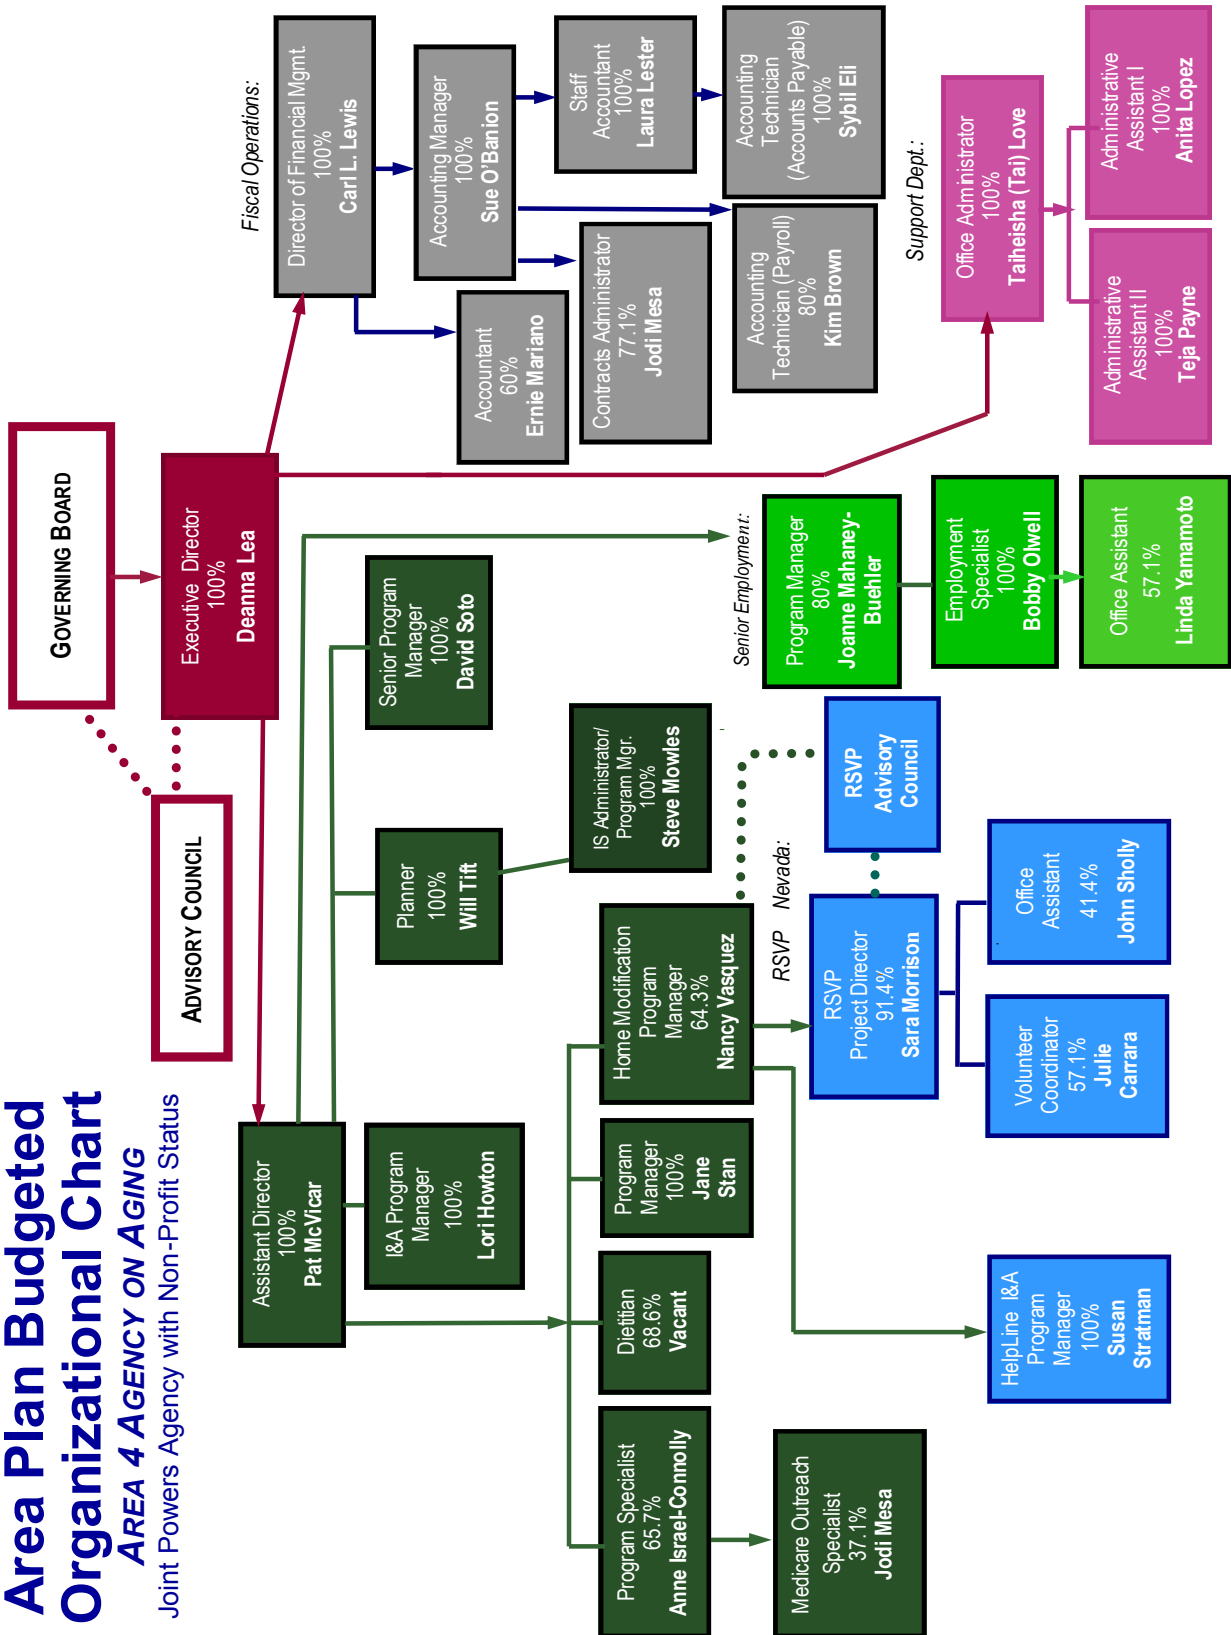 Area Plan Budgeted
Organizational Chart
AREA 4 AGENCY ON AGING
Joint Powers Agency with Non-Profit Status
GOVERNING BOARD
ADVISORY COUNCIL
Executive Director
100%
Deanna Lea
Fiscal Operations:
Director of Financial Mgmt.
100%
Carl L. Lewis
Accounting Manager
100%
Sue O'Banion
Accountant
60%
Ernie Mariano
Staff
Accountant
100%
Laura Lester
Contracts Administrator
77.1%
Jodi Mesa
Accounting
Technician
(Accounts Payable)
100%
Sybil Eli
Accounting
Technician (Payroll)
80%
Kim Brown
Support Dept.:
Office Administrator
100%
Taiheisha (Tai) Love
Administrative
Assistant II
100%
Teja Payne
Administrative
Assistant I
100%
Anita Lopez
Assistant Director
100%
Pat McVicar
I&A Program
Manager
100%
Lori Howton
Planner
100%
Will Tift
Senior Program
Manager
100%
David Soto
IS Administrator/
Program Mgr.
100%
Steve Mowles
Senior Employment:
Program Manager
80%
Joanne Mahaney-
Buehler
Employment
Specialist
100%
Bobby Olwell
Office Assistant
57.1%
Linda Yamamoto
Program Specialist
65.7%
Anne Israel-Connolly
Dietitian
68.6%
Vacant
Program
Manager
100%
Jane
Stan
Home Modification
Program
Manager
64.3%
Nancy Vasquez
Medicare Outreach
Specialist
37.1%
Jodi Mesa
RSVP Nevada:
RSVP
Project Director
91.4%
Sara Morrison
RSVP
Advisory
Council
HelpLine I&A
Program
Manager
100%
Susan
Stratman
Volunteer
Coordinator
57.1%
Julie
Carrara
Office
Assistant
41.4%
John Sholly